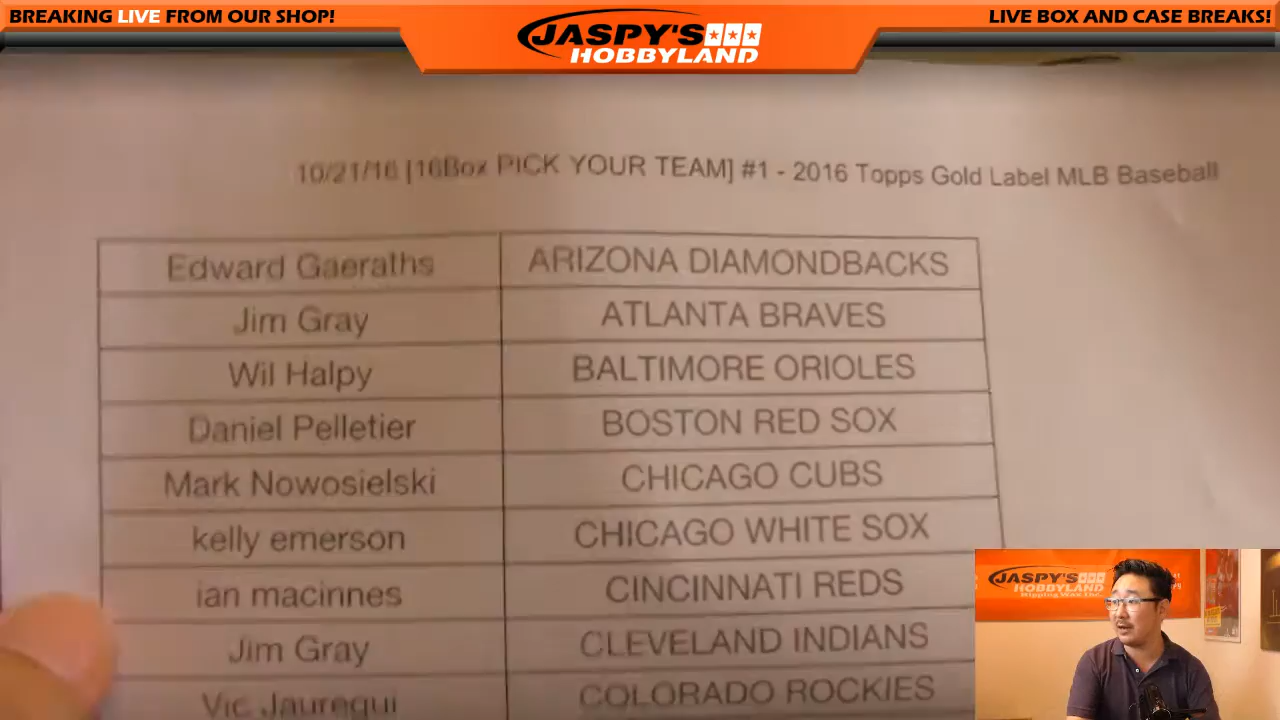 BREAKING LIVE FROM OUR SHOP!
JASPY'S
HOBBYLAND
LIVE BOX AND CASE BREAKS!
10/21/16 [16Box PICK YOUR TEAM] #1 - 2016 Topps Gold Label MLB Baseball
Edward Gaeraths ARIZONA DIAMONDBACKS
Jim Gray ATLANTA BRAVES
Wil Halpy BALTIMORE ORIOLES
Daniel Pelletier BOSTON RED SOX
Mark Nowosielski CHICAGO CUBS
kelly emerson CHICAGO WHITE SOX
ian macinnes CINCINNATI REDS
Jim Gray CLEVELAND INDIANS
Vic Jauregui COLORADO ROCKIES
JASPY'S
HOBBYLAND